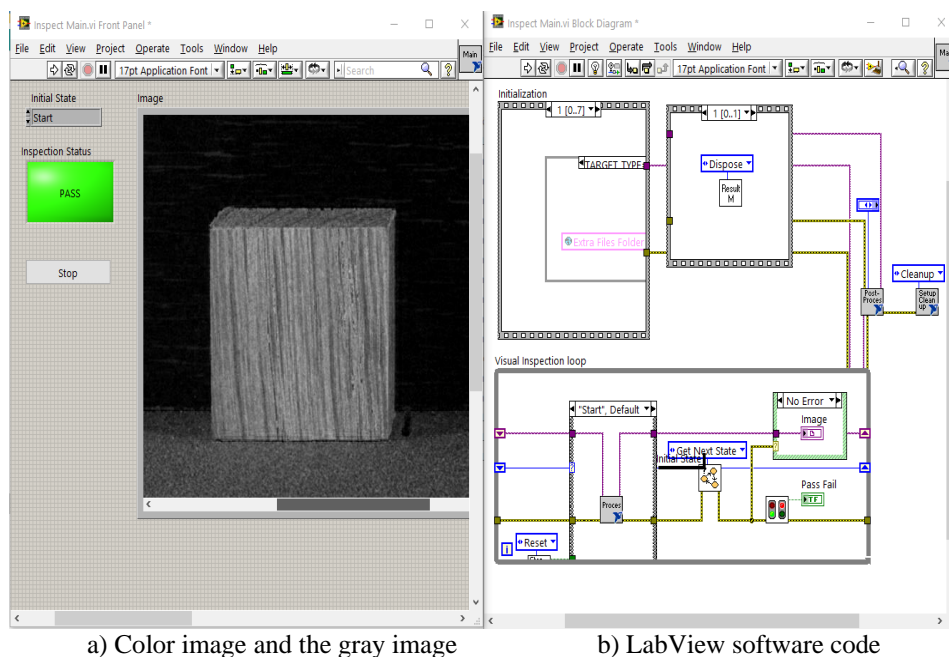 Inspect Main.vi Front Panel *
File Edit View Project Operate Tools Window Help
17pt Application Font
Search
Main
Initial State
Start
Image
Inspection Status
PASS
Stop
Inspect Main.vi Block Diagram *
File Edit View Project Operate Tools Window Help
17pt Application Font
Ma
Initialization
1 [0..7]
1 [0..1]
TARGET_TYPE
Dispose
Result
M
Extra Files Folder
Cleanup
Post-
Proces
Setup
Clean
up
Visual Inspection loop
"Start", Default
No Error
Image
Get Next State
Initial State
Proces
Pass Fail
TF
i
Reset
a) Color image and the gray image
b) LabView software code